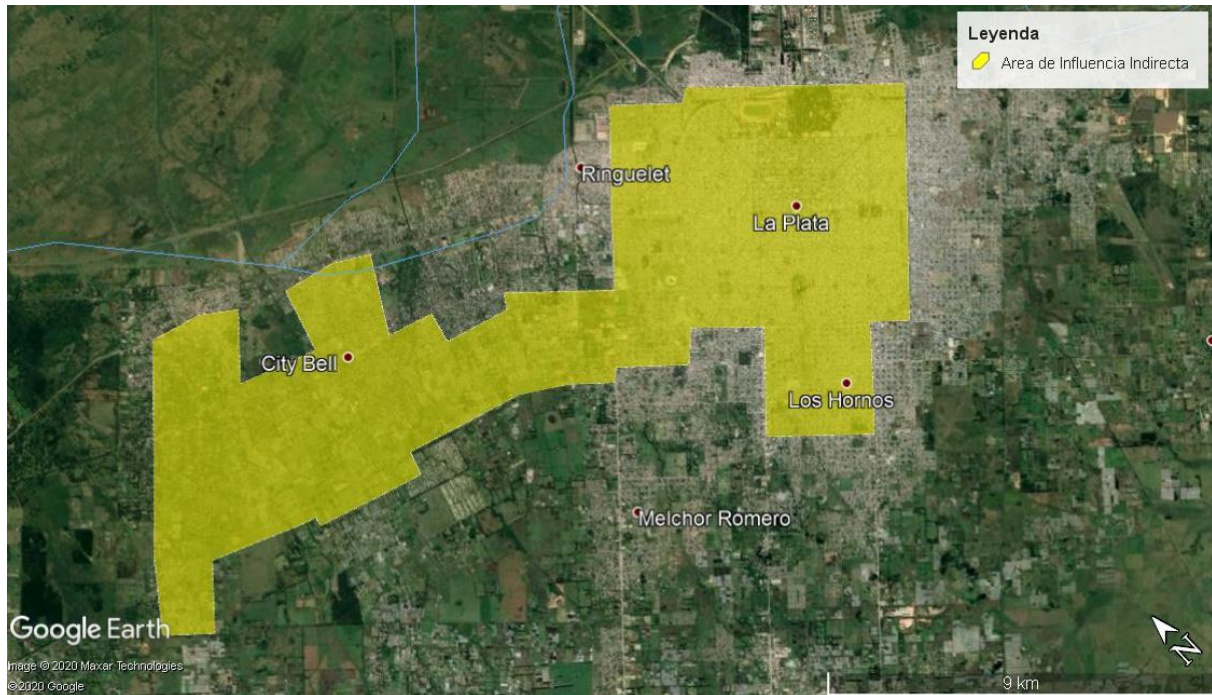 Leyenda
Area de Influencia Indirecta
Ringuelet
La Plata
City Bell
Los Hornos
Melchor Romero
Google Earth
Image © 2020 Maxar Technologies
© 2020 Google
N
9 km